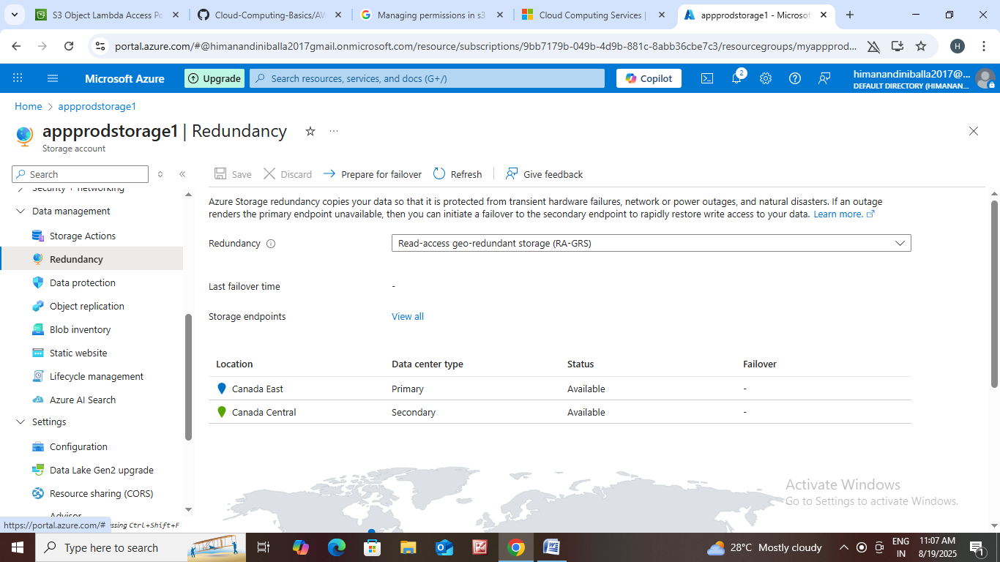 S3 Object Lambda Access Po
Cloud-Computing-Basics/AW
Managing permissions in s3
Cloud Computing Services |
appprodstorage1 - Microsof
portal.azure.com/#@himanandiniballa2017gmail.onmicrosoft.com/resource/subscriptions/9bb7179b-049b-4d9b-881c-8abb36cbe7c3/resourcegroups/myappprod...
H
Microsoft Azure
Upgrade
Search resources, services, and docs (G+/)
Copilot
2
himanandiniballa2017@...
DEFAULT DIRECTORY (HIMANAN...
Home > appprodstorage1
appprodstorage1 | Redundancy
Storage account
Search
Save
Discard
Prepare for failover
Refresh
Give feedback
Security + networking
Data management
Storage Actions
Redundancy
Data protection
Object replication
Blob inventory
Static website
Lifecycle management
Azure AI Search
Settings
Configuration
Data Lake Gen2 upgrade
Resource sharing (CORS)
Advisor
Azure Storage redundancy copies your data so that it is protected from transient hardware failures, network or power outages, and natural disasters. If an outage
renders the primary endpoint unavailable, then you can initiate a failover to the secondary endpoint to rapidly restore write access to your data. Learn more.
Redundancy
Read-access geo-redundant storage (RA-GRS)
Last failover time
-
Storage endpoints
View all
Location Data center type Status Failover
Canada East Primary Available -
Canada Central Secondary Available -
Activate Windows
Go to Settings to activate Windows.
https://portal.azure.com/#
ssing Ctrl+Shift+F
Type here to search
28°C Mostly cloudy
ENG
IN
11:07 AM
8/19/2025
1